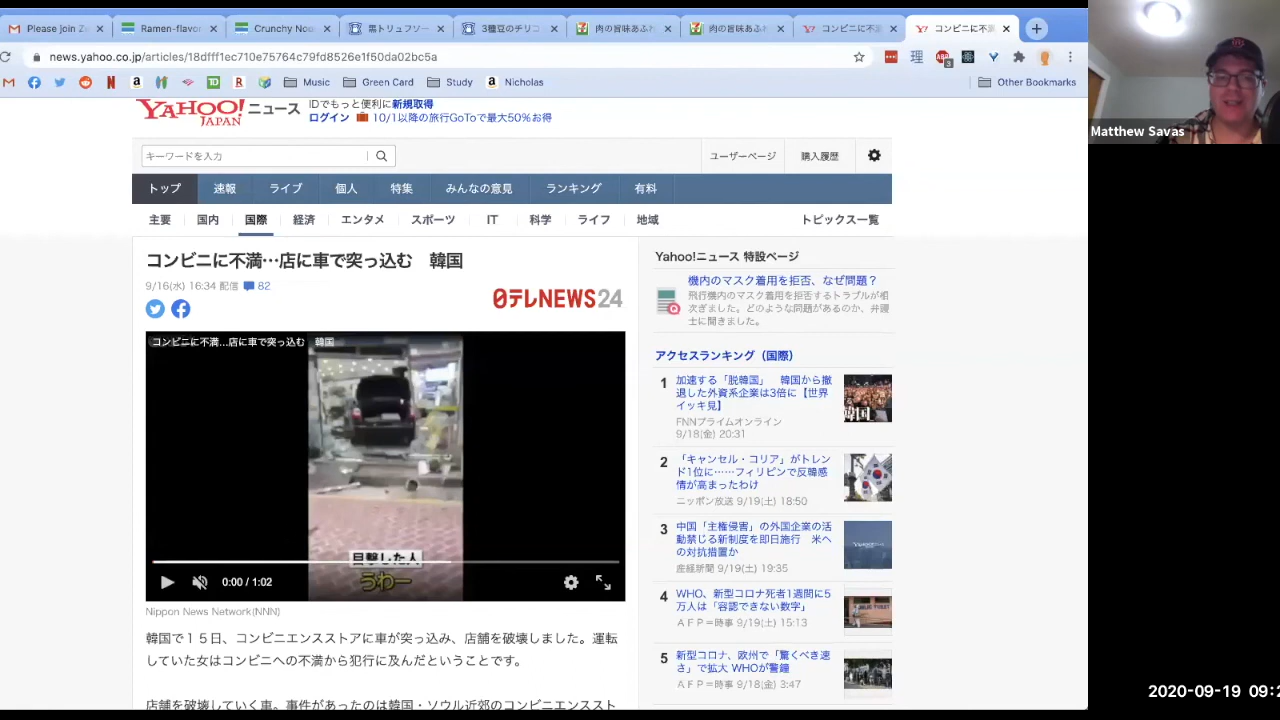 Please join Z
Ramen-flavor
Crunchy Noo
黒トリュフソー
3種豆のチリコ
肉の旨味あふれ
肉の旨味あふれ
コンビニに不満
コンビニに不満
news.yahoo.co.jp/articles/18dfff1ec710e75764c79fd8526e1f50da02bc5a
Music
Green Card
Study
Nicholas
Other Bookmarks
Matthew Savas
YAHOO! ニュース
JAPAN
IDでもっと便利に新規取得
ログイン
10/1以降の旅行GoToで最大50%お得
キーワードを入力
ユーザーページ
購入履歴
トップ
速報
ライブ
個人
特集
みんなの意見
ランキング
有料
主要
国内
国際
経済
エンタメ
スポーツ
IT
科学
ライフ
地域
トピックス一覧
コンビニに不満…店に車で突っ込む 韓国
9/16(水) 16:34 配信
82
日テレNEWS24
コンビニに不満...店に車で突っ込む 韓国
目撃した人
うわー
0:00 / 1:02
Nippon News Network(NNN)
韓国で１５日、コンビニエンスストアに車が突っ込み、店舗を破壊しました。運転
していた女はコンビニへの不満から犯行に及んだということです。
店舗を破壊していく車。事件があったのは韓国・ソウル近郊のコンビニエンススト
Yahoo!ニュース 特設ページ
機内のマスク着用を拒否、なぜ問題？
飛行機内のマスク着用を拒否するトラブルが相
次ぎました。どのような問題があるのか、弁護
士に聞きました。
アクセスランキング（国際）
1
加速する「脱韓国」 韓国から撤
退した外資系企業は3倍に【世界
イッキ見】
FNNプライムオンライン
9/18(金) 20:31
2
「キャンセル・コリア」がトレン
ド1位に……フィリピンで反韓感
情が高まったわけ
ニッポン放送 9/19(土) 18:50
3
中国「主権侵害」の外国企業の活
動禁じる新制度を即日施行 米へ
の対抗措置か
産経新聞 9/19(土) 19:35
4
WHO、新型コロナ死者1週間に5
万人は「容認できない数字」
ＡＦＰ＝時事 9/19(土) 15:13
5
新型コロナ、欧州で「驚くべき速
さ」で拡大 WHOが警鐘
ＡＦＰ＝時事 9/18(金) 3:47
2020-09-19 09:2